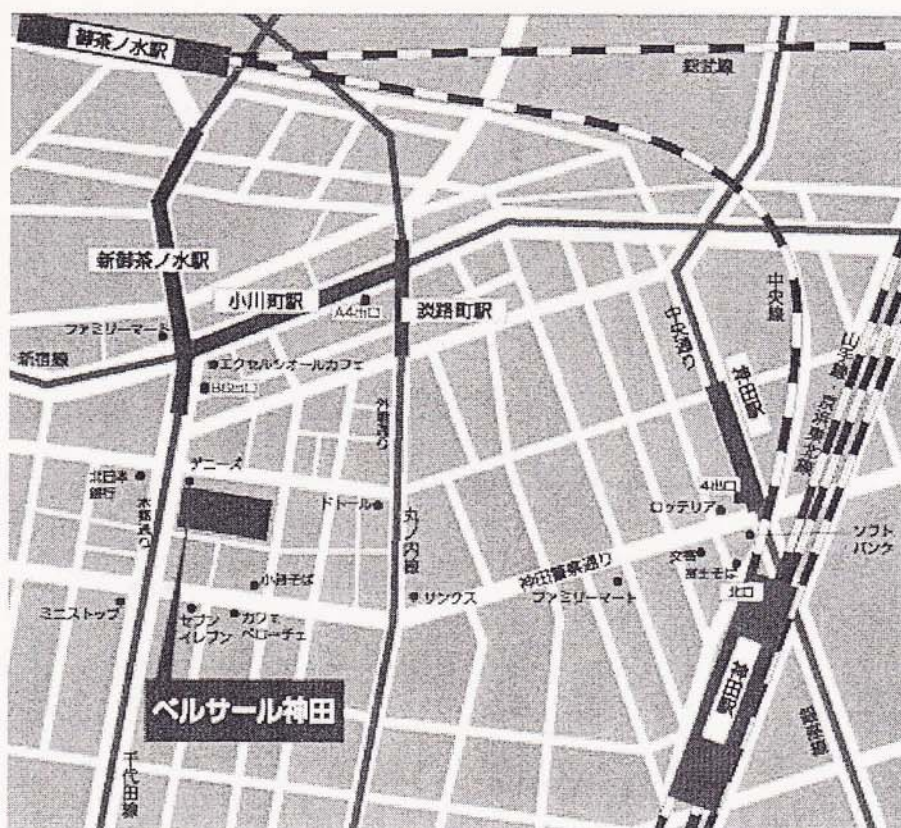 御茶ノ水駅
総武線
新御茶ノ水駅
小川町駅
A4出口
淡路町駅
中央線
中央通り
山手線
京浜東北線
ファミリーマート
新宿線
エクセルシオールカフェ
B6出口
外堀通り
神田駅
北日本
銀行
デニーズ
本郷通り
ドトール
丸ノ内線
4出口
ロッテリア
ソフト
バンク
交番
富士そば
北口
神田警察通り
ファミリーマート
小諸そば
リンクス
ミニストップ
セブン
イレブン
カフェ
ベローチェ
神田駅
銀座線
ベルサール神田
千代田線